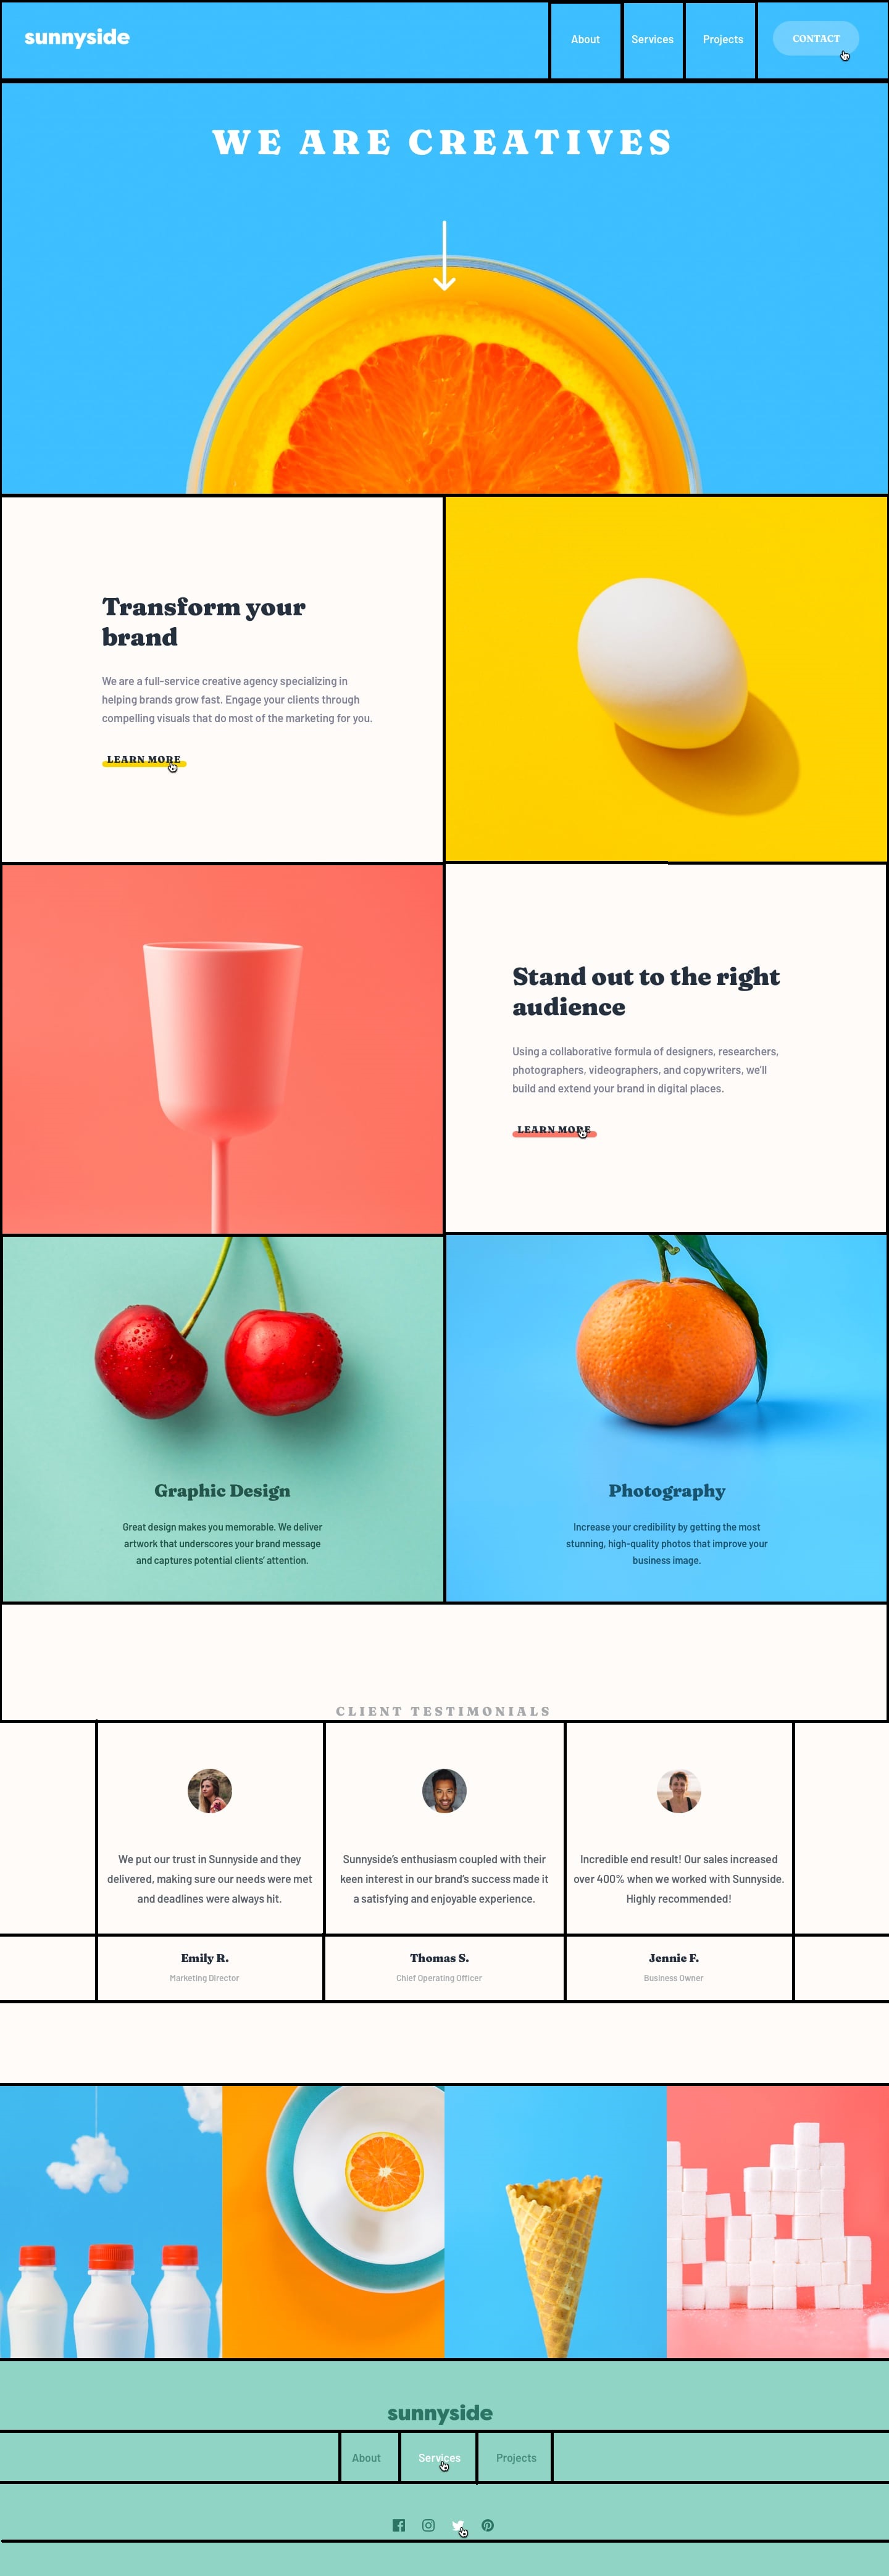 sunnyside
About
Services
Projects
CONTACT
WE ARE CREATIVES
Transform your
brand
We are a full-service creative agency specializing in
helping brands grow fast. Engage your clients through
compelling visuals that do most of the marketing for you.
LEARN MORE
Stand out to the right
audience
Using a collaborative formula of designers, researchers,
photographers, videographers, and copywriters, we'll
build and extend your brand in digital places.
LEARN MORE
Graphic Design
Great design makes you memorable. We deliver
artwork that underscores your brand message
and captures potential clients' attention.
Photography
Increase your credibility by getting the most
stunning, high-quality photos that improve your
business image.
CLIENT TESTIMONIALS
We put our trust in Sunnyside and they
delivered, making sure our needs were met
and deadlines were always hit.
Emily R.
Marketing Director
Sunnyside's enthusiasm coupled with their
keen interest in our brand's success made it
a satisfying and enjoyable experience.
Thomas S.
Chief Operating Officer
Incredible end result! Our sales increased
over 400% when we worked with Sunnyside.
Highly recommended!
Jennie F.
Business Owner
sunnyside
About
Services
Projects